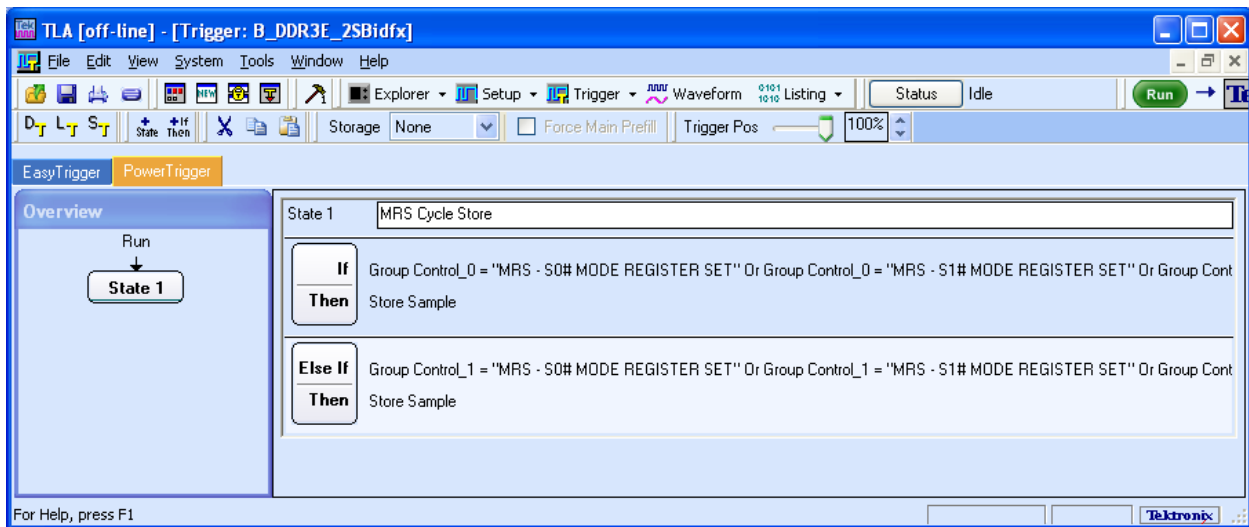 TLA [off-line] - [Trigger: B_DDR3E_2SBidfx]
File Edit View System Tools Window Help
NEW Explorer Setup Trigger Waveform 0101 1010 Listing Status Idle Run
DT LT ST +State +If Then Storage None Force Main Prefill Trigger Pos 100%
EasyTrigger PowerTrigger
Overview
Run
State 1
State 1 MRS Cycle Store
If Group Control_0 = "MRS - S0# MODE REGISTER SET" Or Group Control_0 = "MRS - S1# MODE REGISTER SET" Or Group Cont
Then Store Sample
Else If Group Control_1 = "MRS - S0# MODE REGISTER SET" Or Group Control_1 = "MRS - S1# MODE REGISTER SET" Or Group Cont
Then Store Sample
For Help, press F1 Tektronix